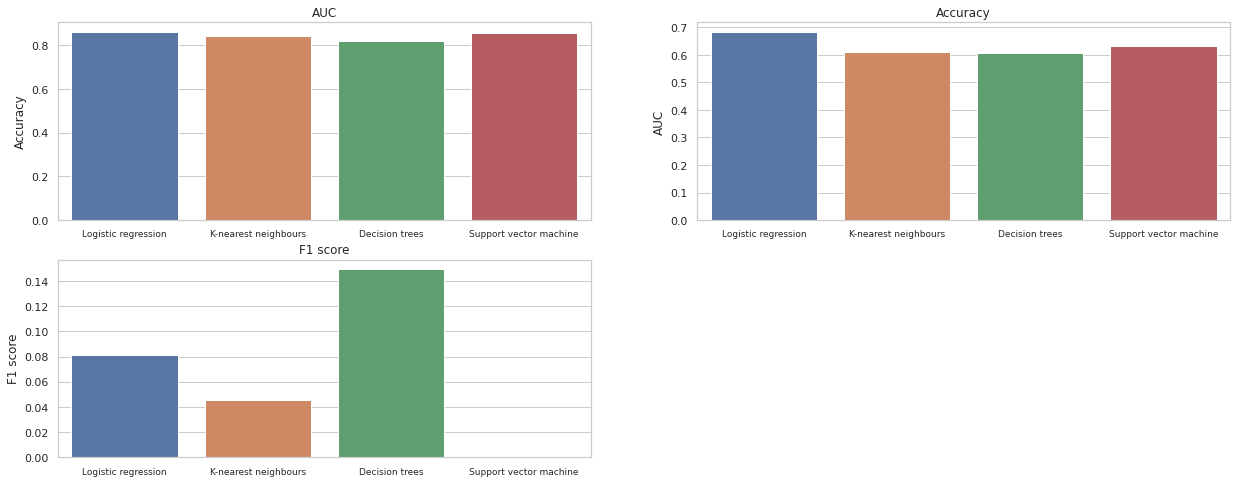 AUC
Accuracy
0.8
0.6
0.4
0.2
0.0
Logistic regression K-nearest neighbours Decision trees Support vector machine
Accuracy
AUC
0.7
0.6
0.5
0.4
0.3
0.2
0.1
0.0
Logistic regression K-nearest neighbours Decision trees Support vector machine
F1 score
F1 score
0.14
0.12
0.10
0.08
0.06
0.04
0.02
0.00
Logistic regression K-nearest neighbours Decision trees Support vector machine